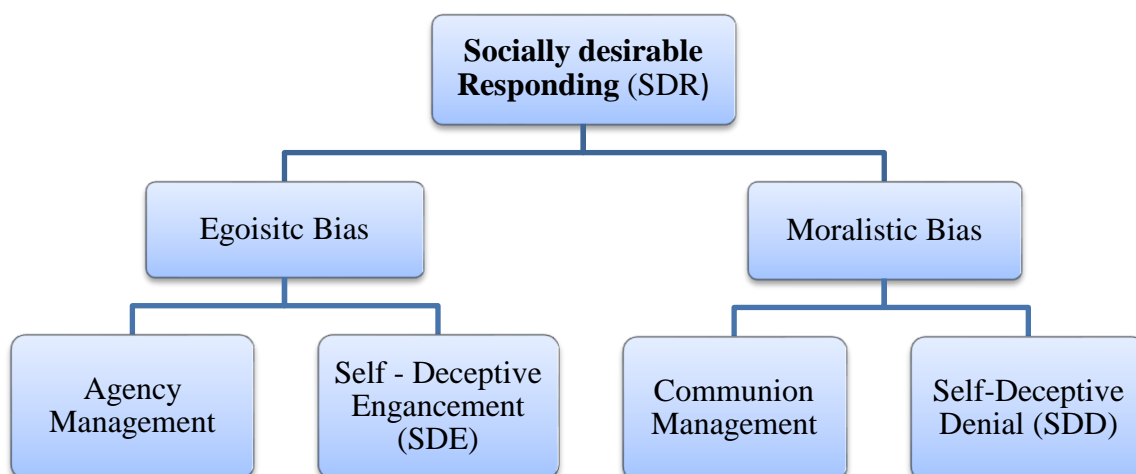 Socially desirable
Responding (SDR)
Egoisitc Bias
Moralistic Bias
Agency
Management
Self - Deceptive
Engancement
(SDE)
Communion
Management
Self-Deceptive
Denial (SDD)